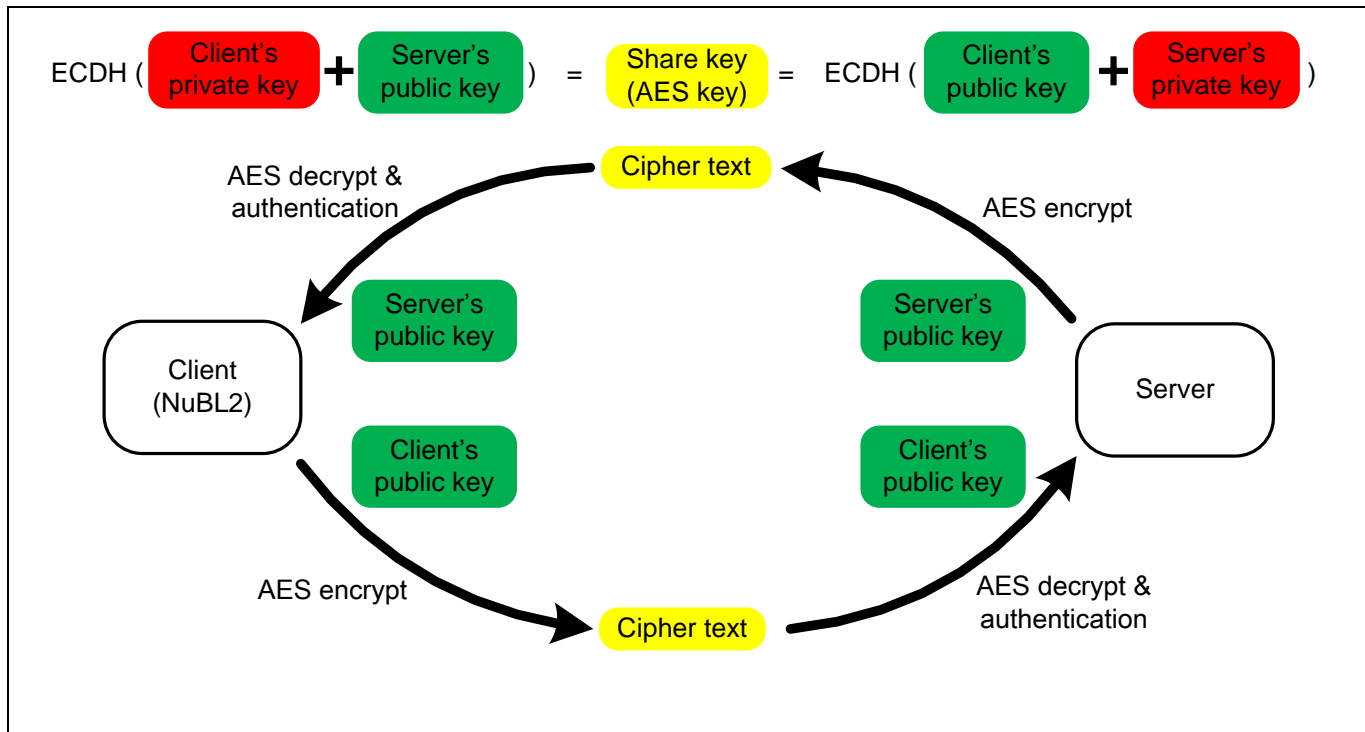 ECDH ( Client's private key + Server's public key ) = Share key (AES key) = ECDH ( Client's public key + Server's private key )
Cipher text
AES decrypt &
authentication
AES encrypt
Server's
public key
Server's
public key
Client
(NuBL2)
Server
Client's
public key
Client's
public key
AES encrypt
AES decrypt &
authentication
Cipher text